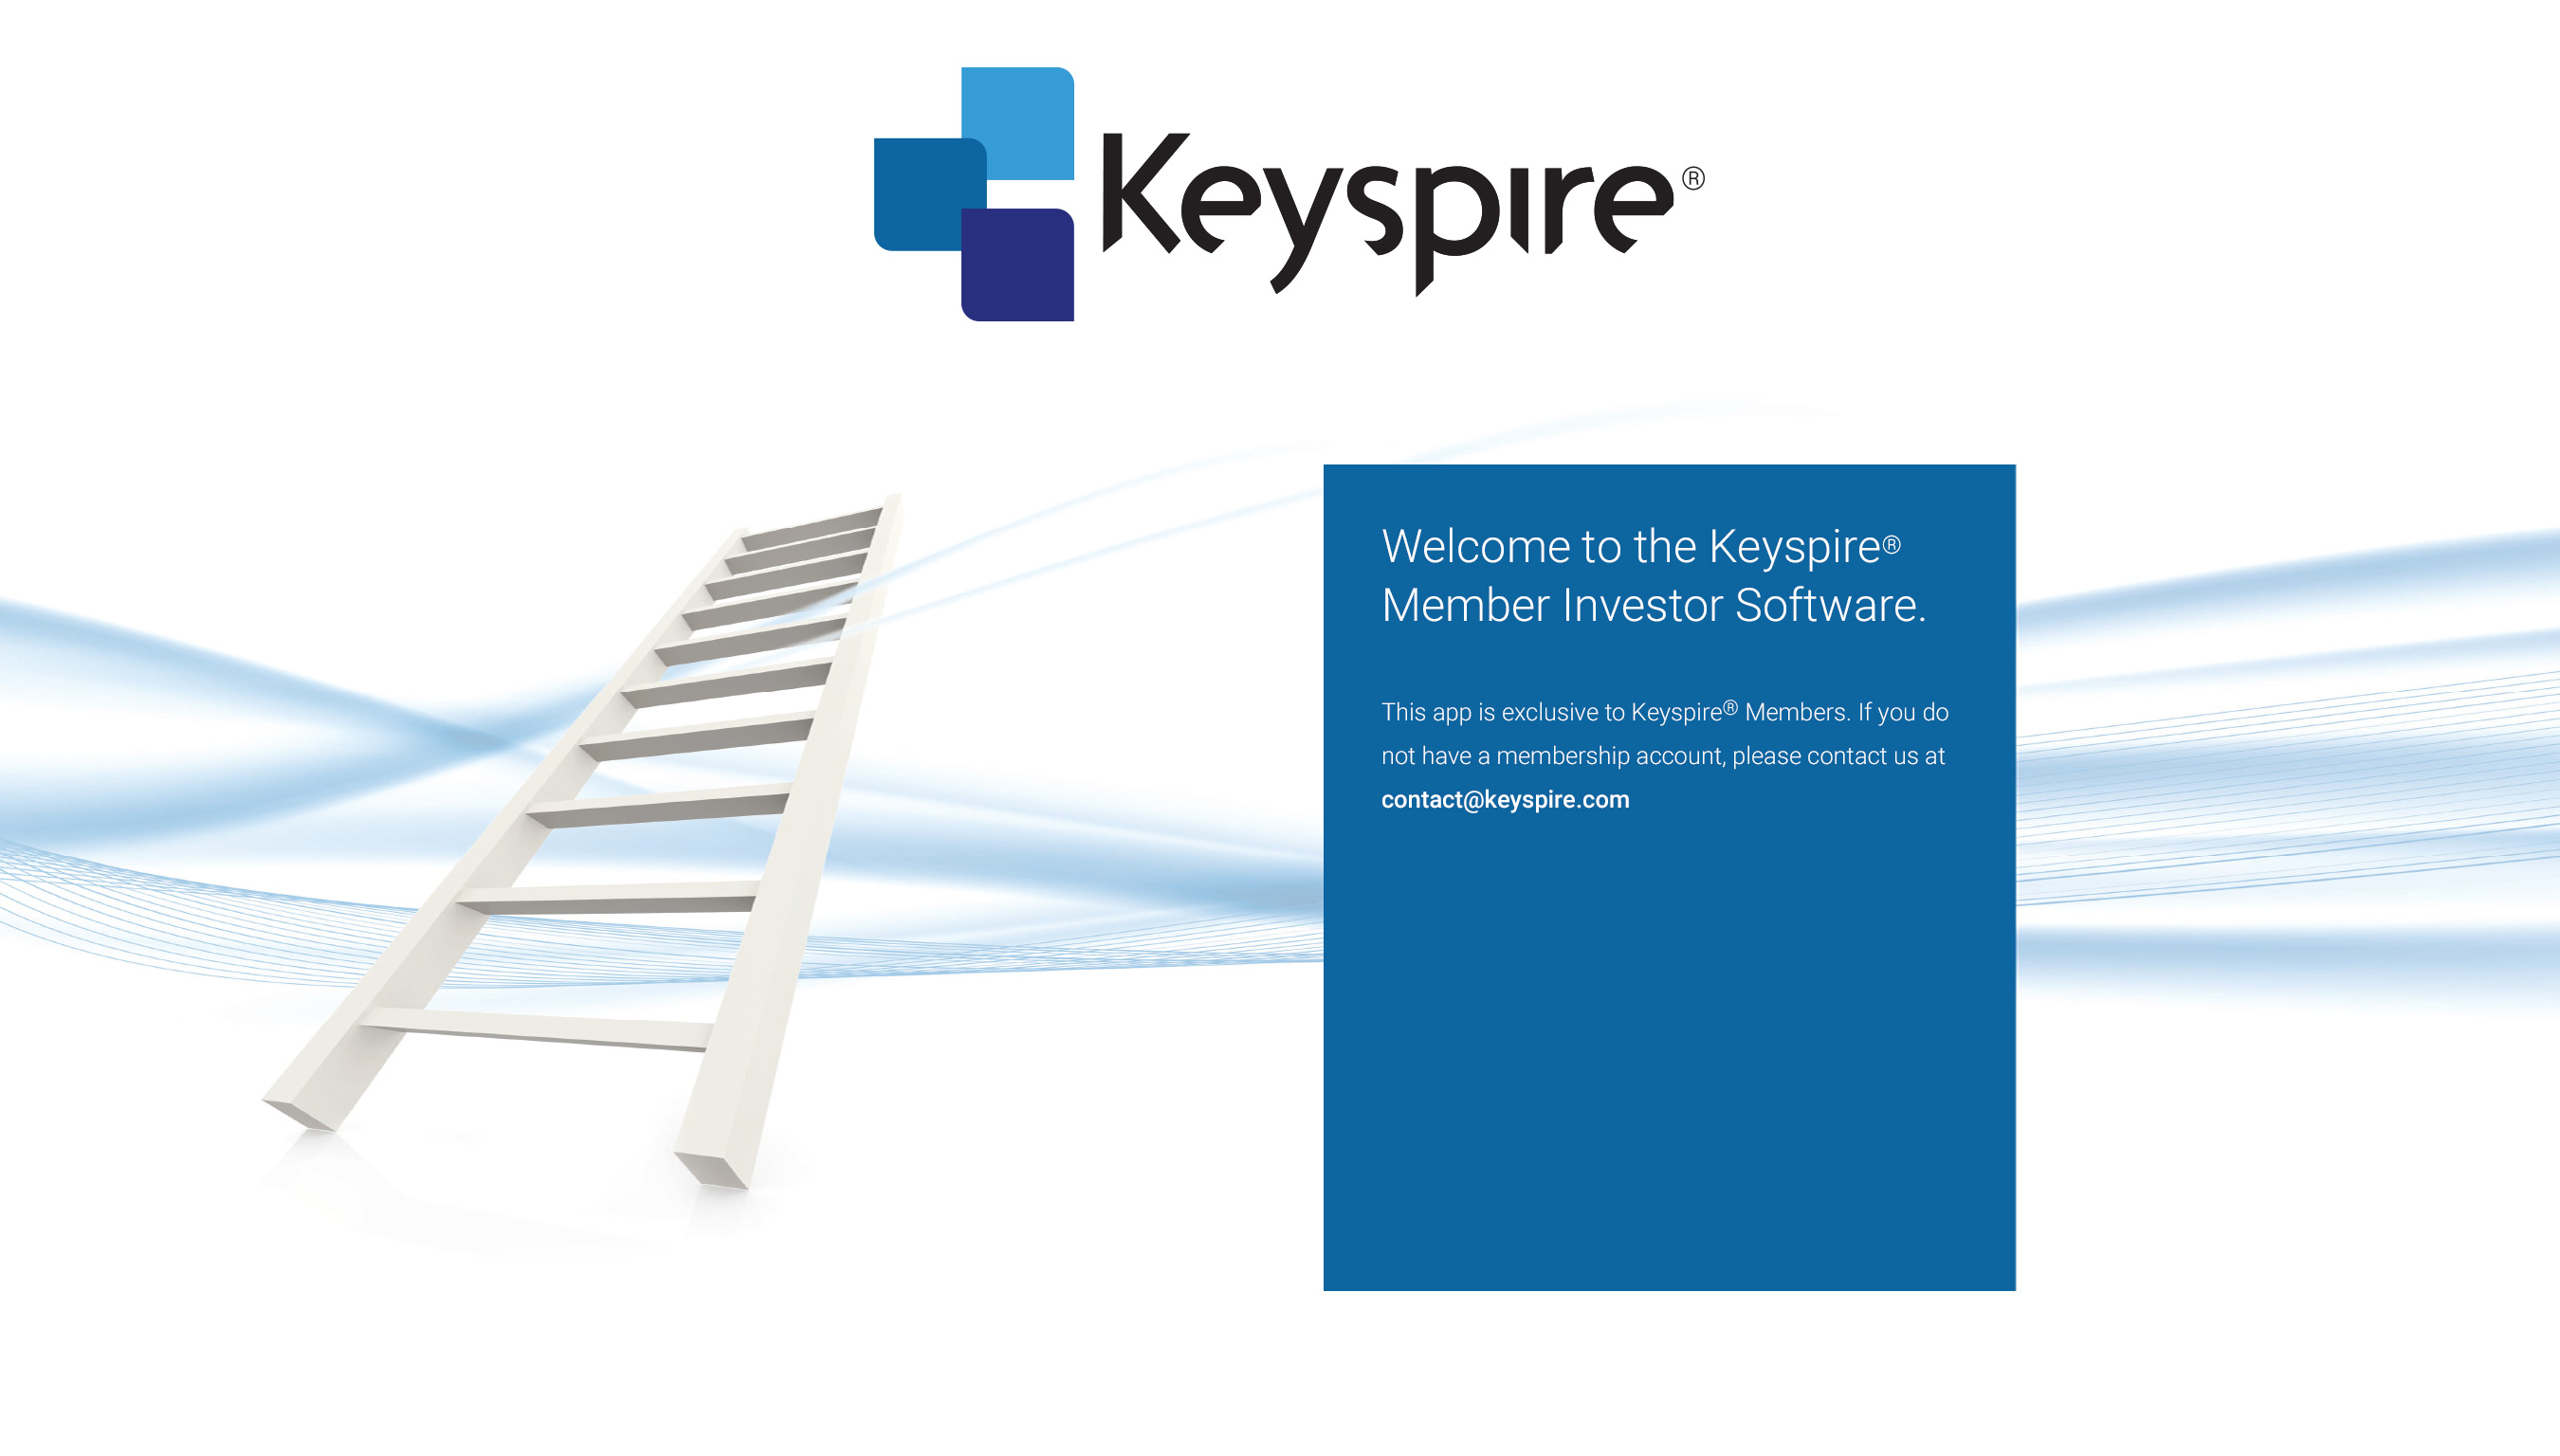 Keyspire®
Welcome to the Keyspire®
Member Investor Software.
This app is exclusive to Keyspire® Members. If you do
not have a membership account, please contact us at
contact@keyspire.com